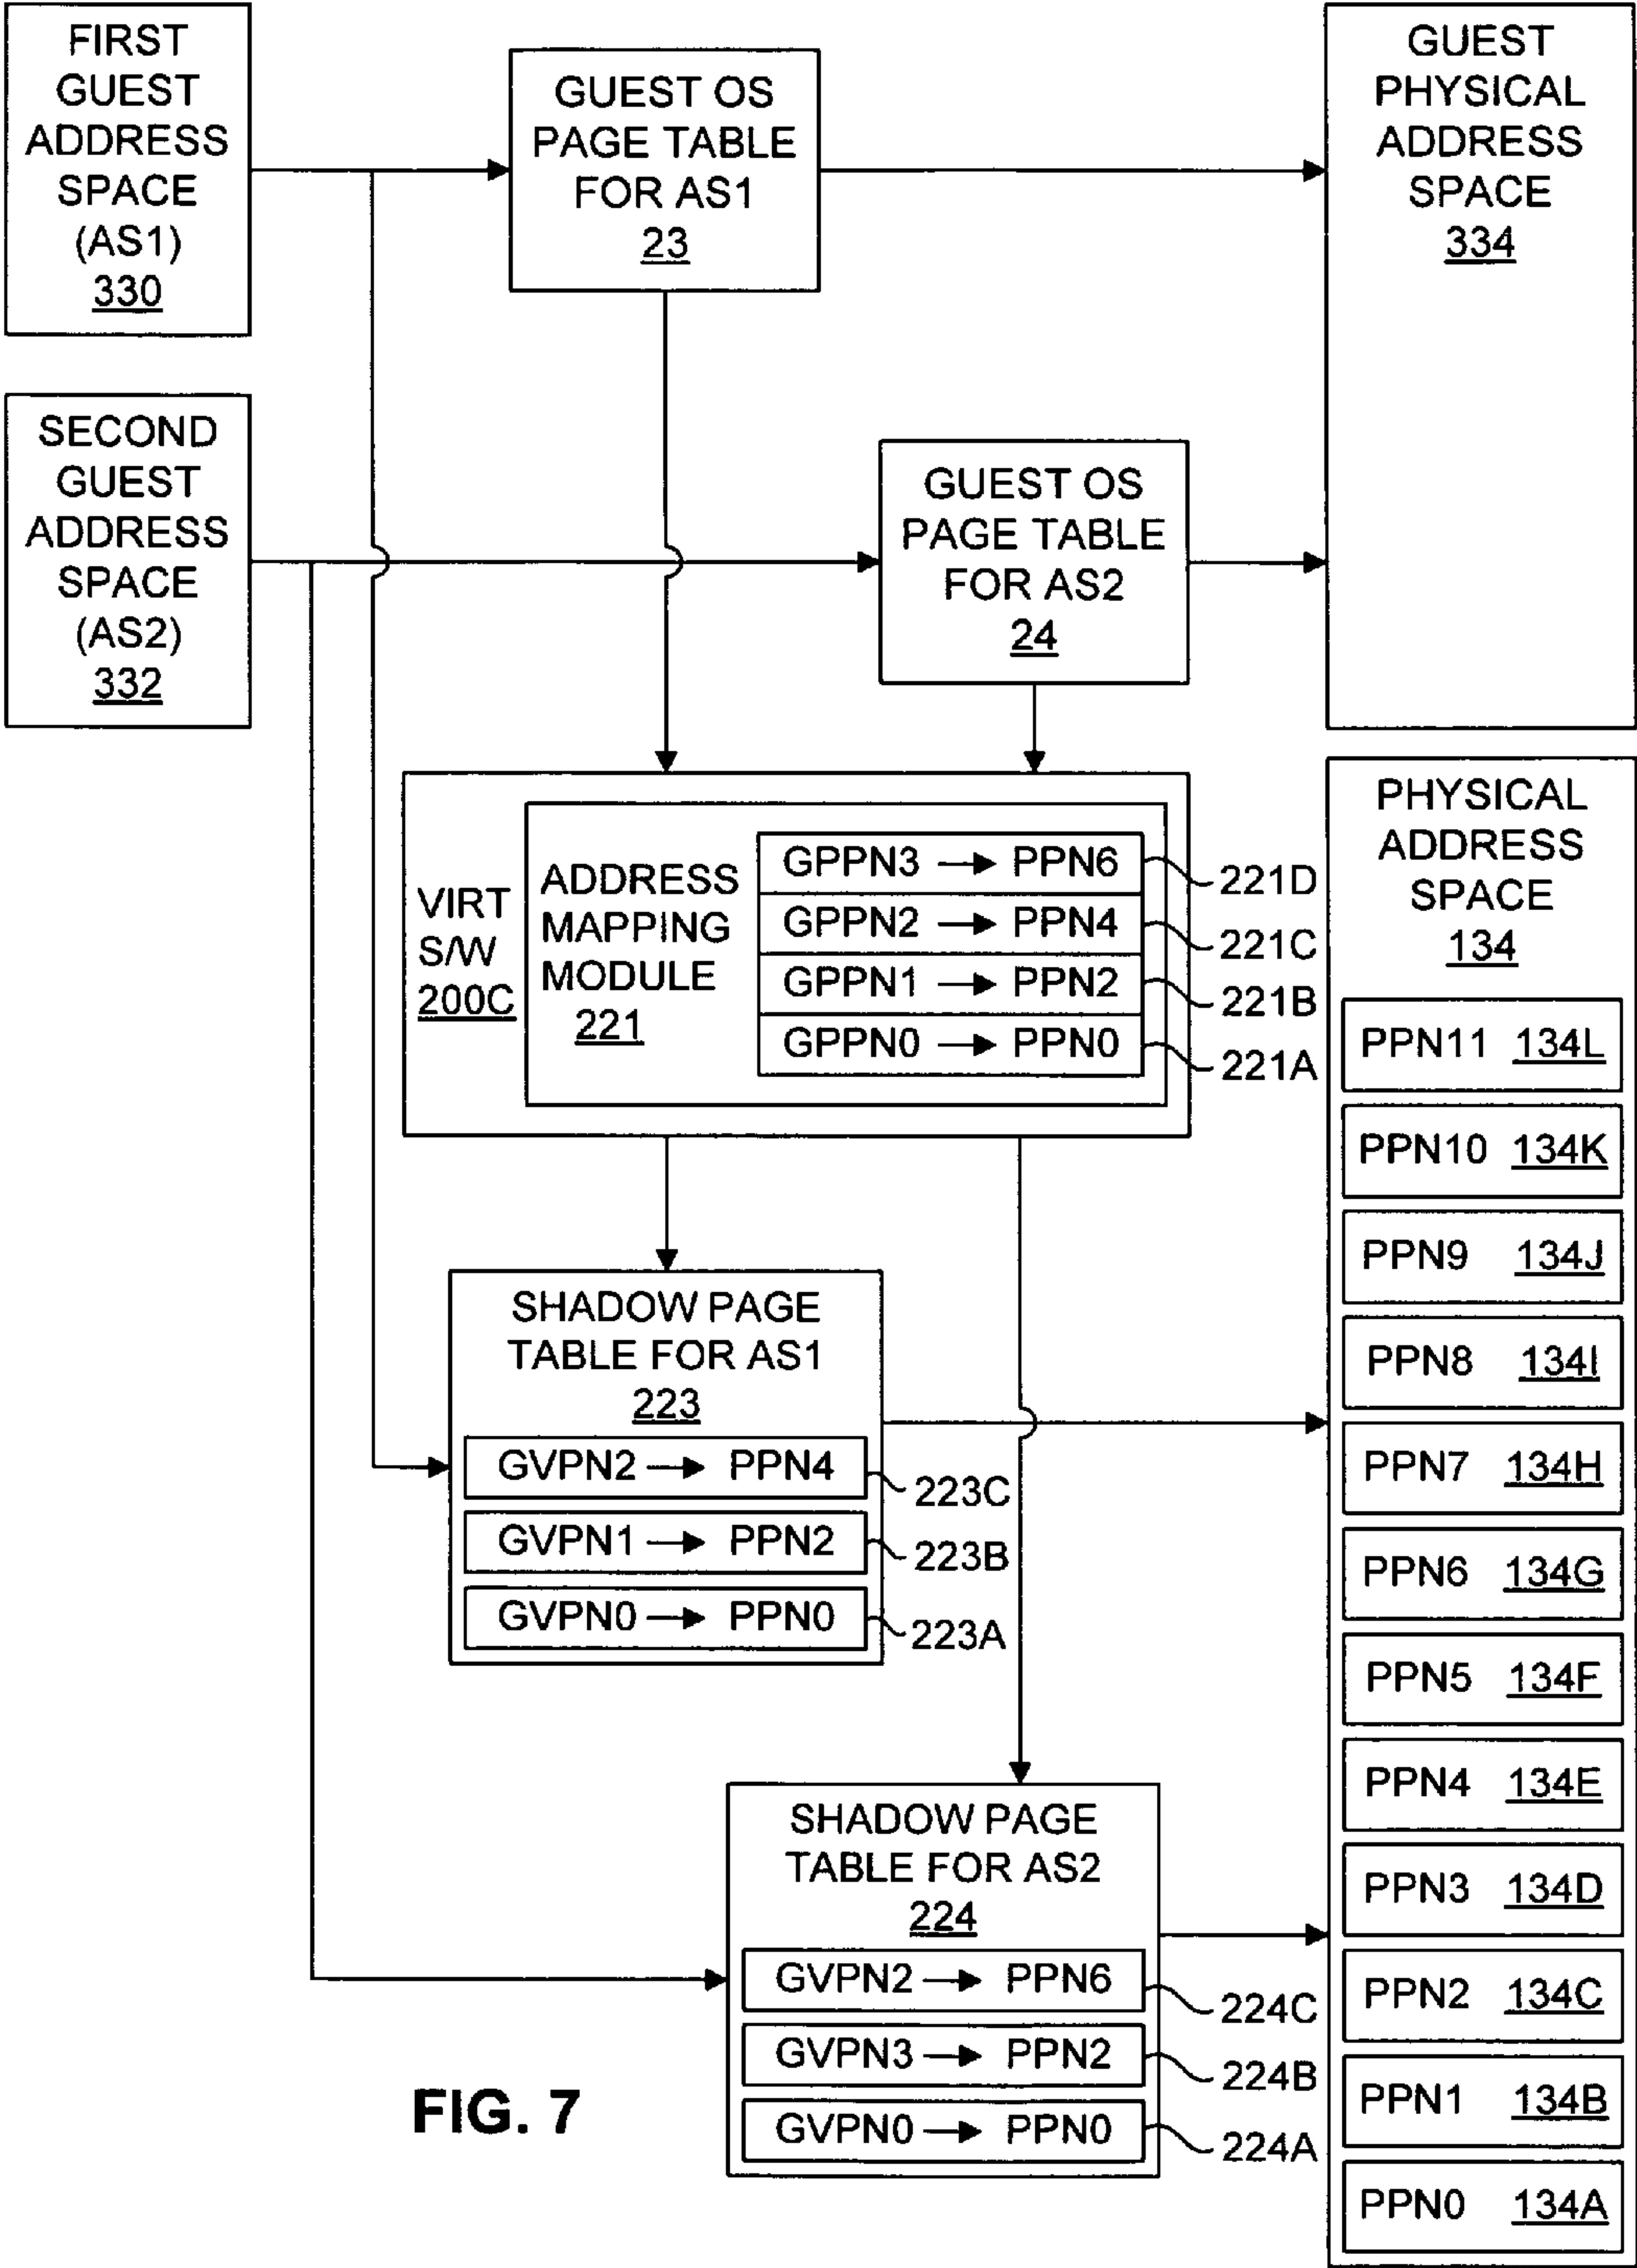 FIRST
GUEST
ADDRESS
SPACE
(AS1)
330
GUEST OS
PAGE TABLE
FOR AS1
23
GUEST
PHYSICAL
ADDRESS
SPACE
334
SECOND
GUEST
ADDRESS
SPACE
(AS2)
332
GUEST OS
PAGE TABLE
FOR AS2
24
VIRT
S/W
200C
ADDRESS
MAPPING
MODULE
221
GPPN3 → PPN6
221D
GPPN2 → PPN4
221C
GPPN1 → PPN2
221B
GPPN0 → PPN0
221A
SHADOW PAGE
TABLE FOR AS1
223
GVPN2 → PPN4
223C
GVPN1 → PPN2
223B
GVPN0 → PPN0
223A
SHADOW PAGE
TABLE FOR AS2
224
GVPN2 → PPN6
224C
GVPN3 → PPN2
224B
GVPN0 → PPN0
224A
PHYSICAL
ADDRESS
SPACE
134
PPN11 134L
PPN10 134K
PPN9 134J
PPN8 134I
PPN7 134H
PPN6 134G
PPN5 134F
PPN4 134E
PPN3 134D
PPN2 134C
PPN1 134B
PPN0 134A
FIG. 7